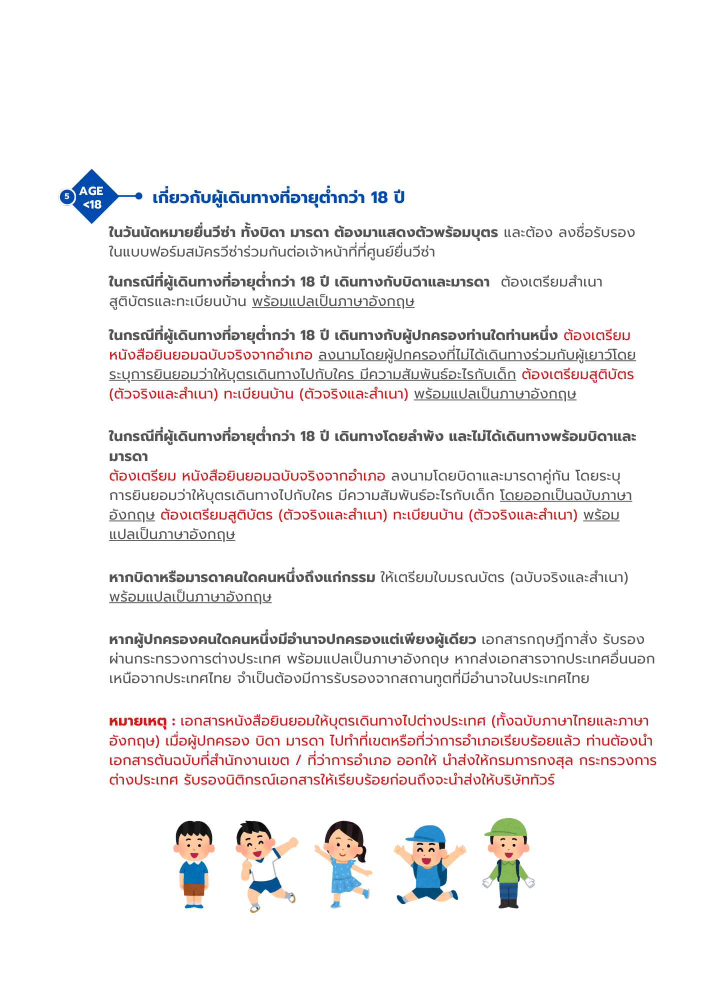 5
AGE
<18
เกี่ยวกับผู้เดินทางที่อายุต่ำกว่า 18 ปี
ในวันนัดหมายยื่นวีซ่า ทั้งบิดา มารดา ต้องมาแสดงตัวพร้อมบุตร และต้อง ลงชื่อรับรอง
ในแบบฟอร์มสมัครวีซ่าร่วมกันต่อเจ้าหน้าที่ที่ศูนย์ยื่นวีซ่า
ในกรณีที่ผู้เดินทางที่อายุต่ำกว่า 18 ปี เดินทางกับบิดาและมารดา ต้องเตรียมสำเนา
สูติบัตรและทะเบียนบ้าน พร้อมแปลเป็นภาษาอังกฤษ
ในกรณีที่ผู้เดินทางที่อายุต่ำกว่า 18 ปี เดินทางกับผู้ปกครองท่านใดท่านหนึ่ง ต้องเตรียม
หนังสือยินยอมฉบับจริงจากอำเภอ ลงนามโดยผู้ปกครองที่ไม่ได้เดินทางร่วมกับผู้เยาว์โดย
ระบุการยินยอมว่าให้บุตรเดินทางไปกับใคร มีความสัมพันธ์อะไรกับเด็ก ต้องเตรียมสูติบัตร
(ตัวจริงและสำเนา) ทะเบียนบ้าน (ตัวจริงและสำเนา) พร้อมแปลเป็นภาษาอังกฤษ
ในกรณีที่ผู้เดินทางที่อายุต่ำกว่า 18 ปี เดินทางโดยลำพัง และไม่ได้เดินทางพร้อมบิดาและ
มารดา
ต้องเตรียม หนังสือยินยอมฉบับจริงจากอำเภอ ลงนามโดยบิดาและมารดาคู่กัน โดยระบุ
การยินยอมว่าให้บุตรเดินทางไปกับใคร มีความสัมพันธ์อะไรกับเด็ก โดยออกเป็นฉบับภาษา
อังกฤษ ต้องเตรียมสูติบัตร (ตัวจริงและสำเนา) ทะเบียนบ้าน (ตัวจริงและสำเนา) พร้อม
แปลเป็นภาษาอังกฤษ
หากบิดาหรือมารดาคนใดคนหนึ่งถึงแก่กรรม ให้เตรียมใบมรณบัตร (ฉบับจริงและสำเนา)
พร้อมแปลเป็นภาษาอังกฤษ
หากผู้ปกครองคนใดคนหนึ่งมีอำนาจปกครองแต่เพียงผู้เดียว เอกสารกฤษฎีกาสั่ง รับรอง
ผ่านกระทรวงการต่างประเทศ พร้อมแปลเป็นภาษาอังกฤษ หากส่งเอกสารจากประเทศอื่นนอก
เหนือจากประเทศไทย จำเป็นต้องมีการรับรองจากสถานทูตที่มีอำนาจในประเทศไทย
หมายเหตุ : เอกสารหนังสือยินยอมให้บุตรเดินทางไปต่างประเทศ (ทั้งฉบับภาษาไทยและภาษา
อังกฤษ) เมื่อผู้ปกครอง บิดา มารดา ไปทำที่เขตหรือที่ว่าการอำเภอเรียบร้อยแล้ว ท่านต้องนำ
เอกสารต้นฉบับที่สำนักงานเขต / ที่ว่าการอำเภอ ออกให้ นำส่งให้กรมการกงสุล กระทรวงการ
ต่างประเทศ รับรองนิติกรณ์เอกสารให้เรียบร้อยก่อนถึงจะนำส่งให้บริษัททัวร์